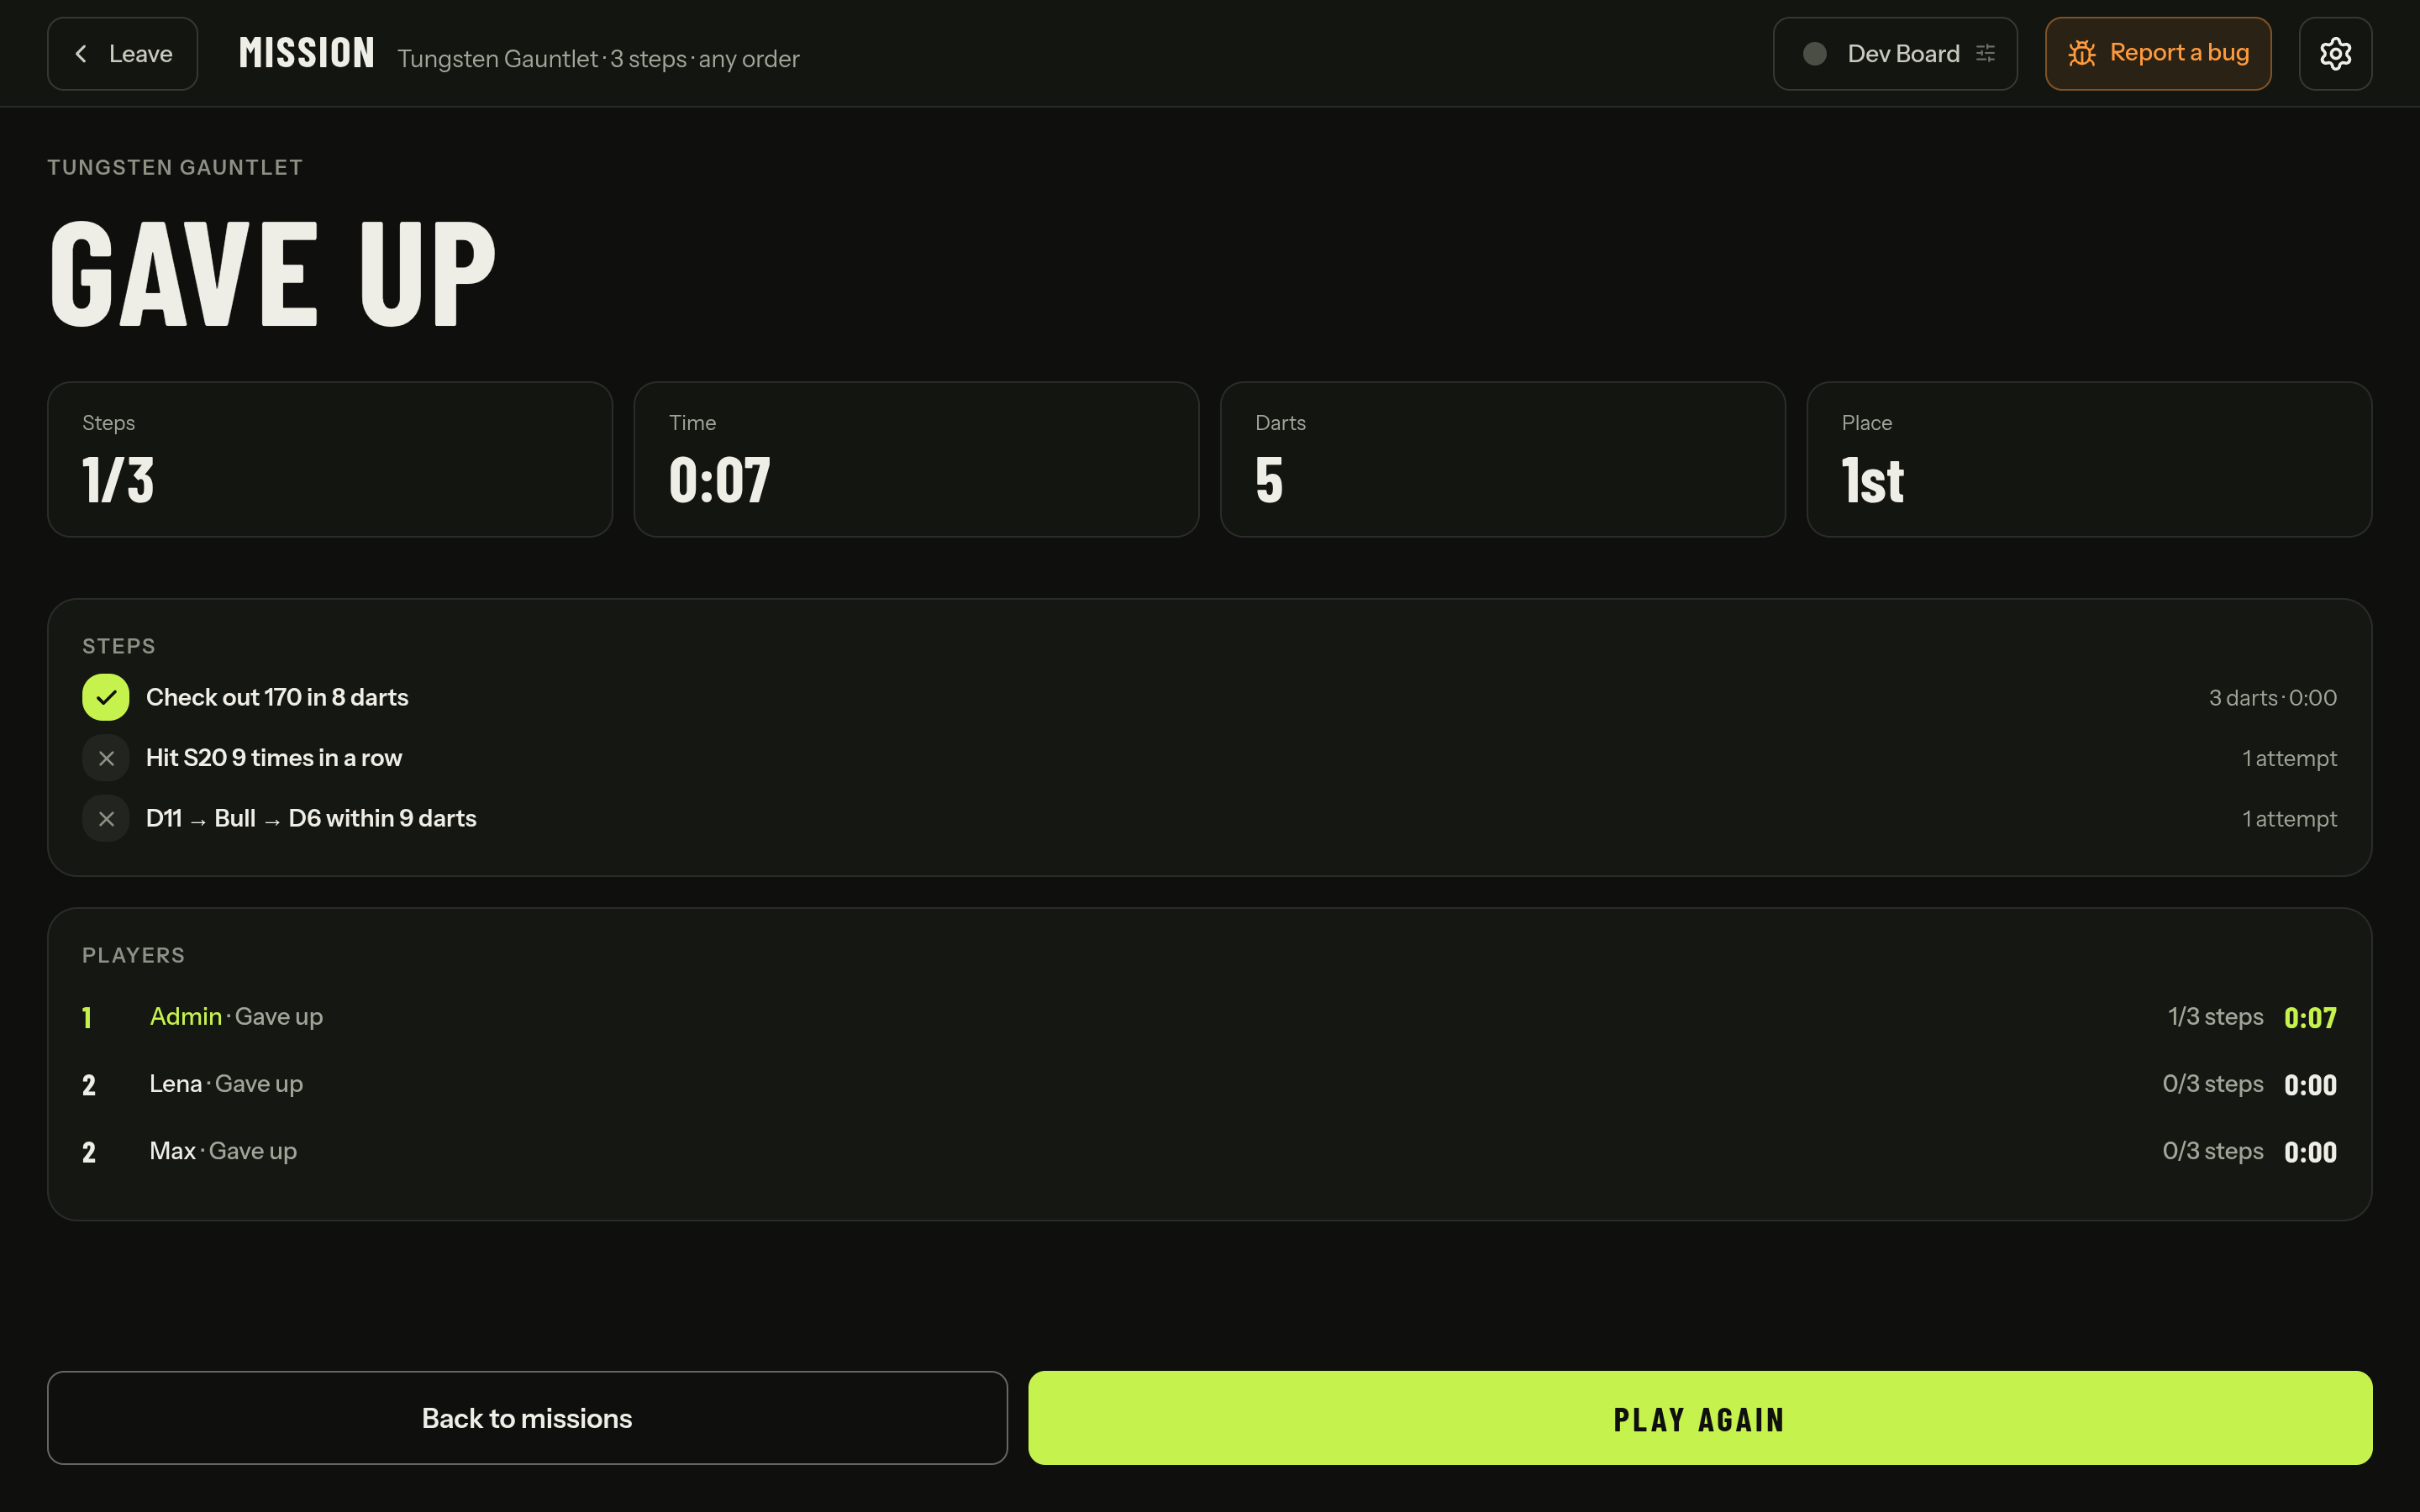 Leave
MISSION Tungsten Gauntlet · 3 steps · any order
Dev Board
Report a bug
TUNGSTEN GAUNTLET
GAVE UP
Steps
1/3
Time
0:07
Darts
5
Place
1st
STEPS
Check out 170 in 8 darts 3 darts · 0:00
Hit S20 9 times in a row 1 attempt
D11 → Bull → D6 within 9 darts 1 attempt
PLAYERS
1 Admin · Gave up 1/3 steps 0:07
2 Lena · Gave up 0/3 steps 0:00
2 Max · Gave up 0/3 steps 0:00
Back to missions
PLAY AGAIN